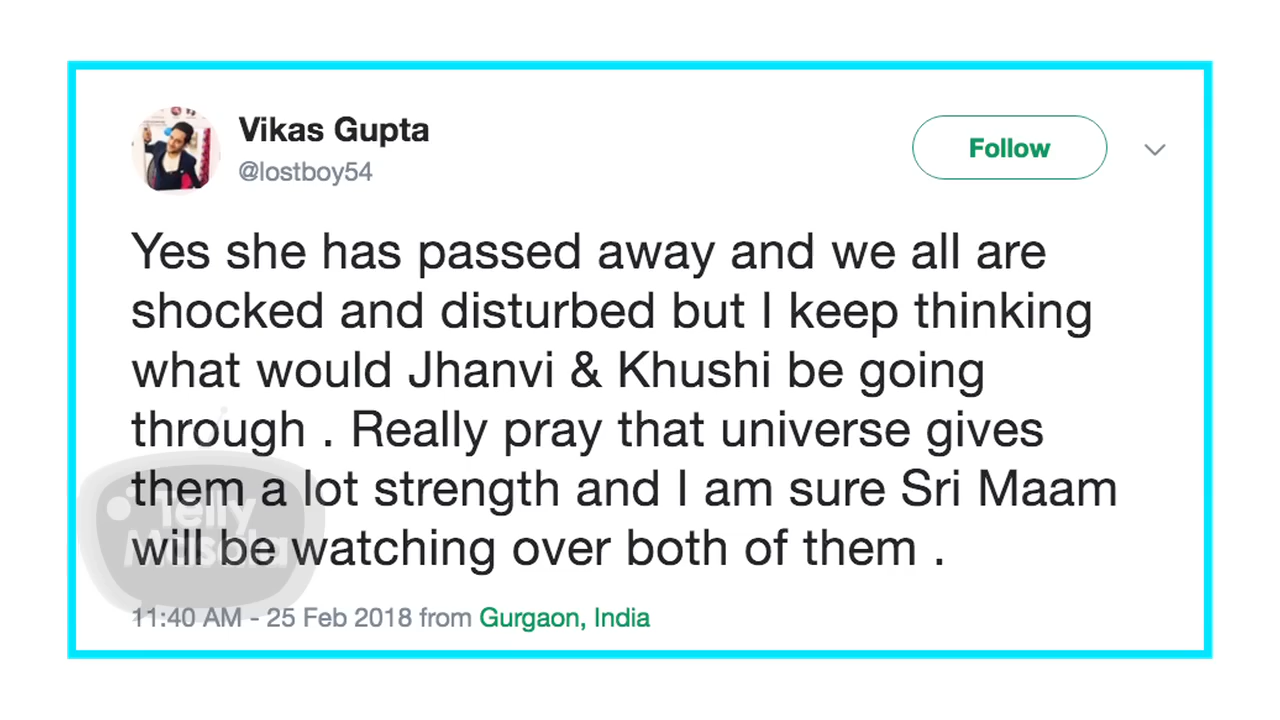 Vikas Gupta
@lostboy54
Follow
Yes she has passed away and we all are
shocked and disturbed but I keep thinking
what would Jhanvi & Khushi be going
through . Really pray that universe gives
them a lot strength and I am sure Sri Maam
will be watching over both of them .
11:40 AM - 25 Feb 2018 from Gurgaon, India
Telly
Masala